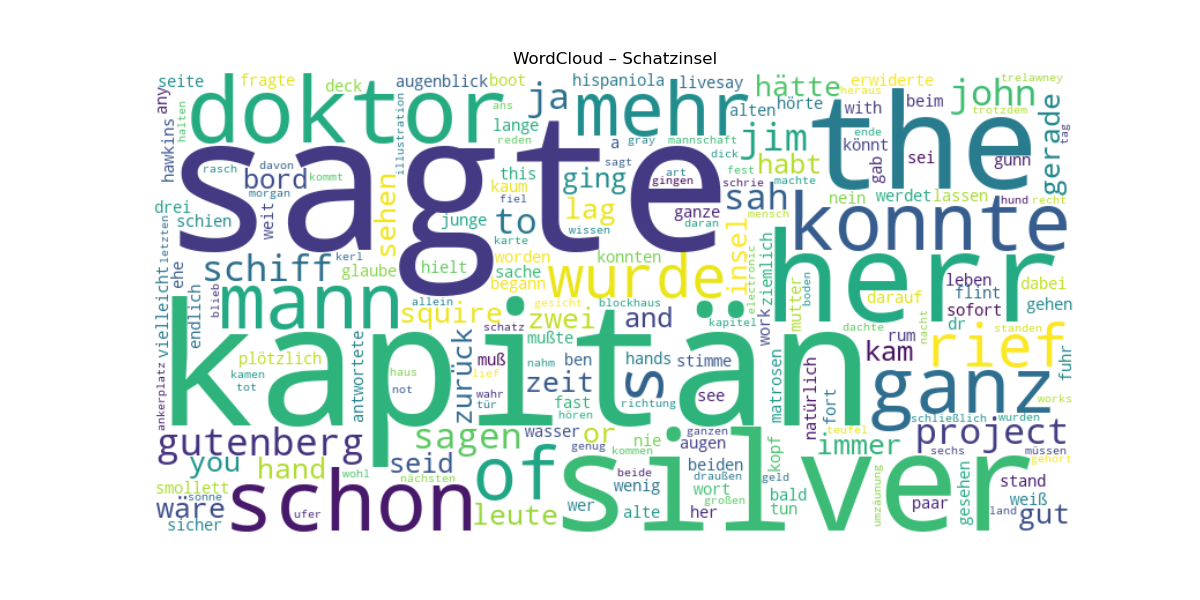 WordCloud – Schatzinsel
seite fragte deck augenblick boot hispaniola livesay hätte erwiderte trelawney
any halten doktor illustration ans ja mehr alten hörte with heraus beim john trotzdem
hawkins lange reden a gray mannschaft jim the könnt ende gerade tag
sagte rasch davon kommt sagt dick habt gab sei gunn
bord morgan sehen this kaum fiel ging art gingen fest schrie machte hund recht
drei schien weit junge to lag ganze sah mensch nein werdet lassen
letzten karte wissen daran konnte
ehe schiff glaube hielt worden sache begann konnten insel ziemlich herr leben flint dabei
vielleicht endlich blieb kerl wurde electronic mutter boden darauf sofort gehen
mann allein squire gesicht blockhaus zwei and kapitel work dachte nacht dr rum standen
ankerplatz plötzlich antwortete zurück schatz mußte kapitän rief fuhr
kamen tot haus not muß lief nahm ben hands stimme matrosen natürlich kam
wahr tür zeit fast hören s richtung see fort ganz works
gutenberg sagen wasser or nie ganzen augen kopf teufel schließlich wurden project
genug kommen immer sechs müssen
you hand wohl seid nächsten of beide wenig beiden draußen geld umzäunung gehört
smollett sonne schon silver wort großen bald gesehen stand
wäre ufer leute wer alte her tun paar weiß land gut
sicher